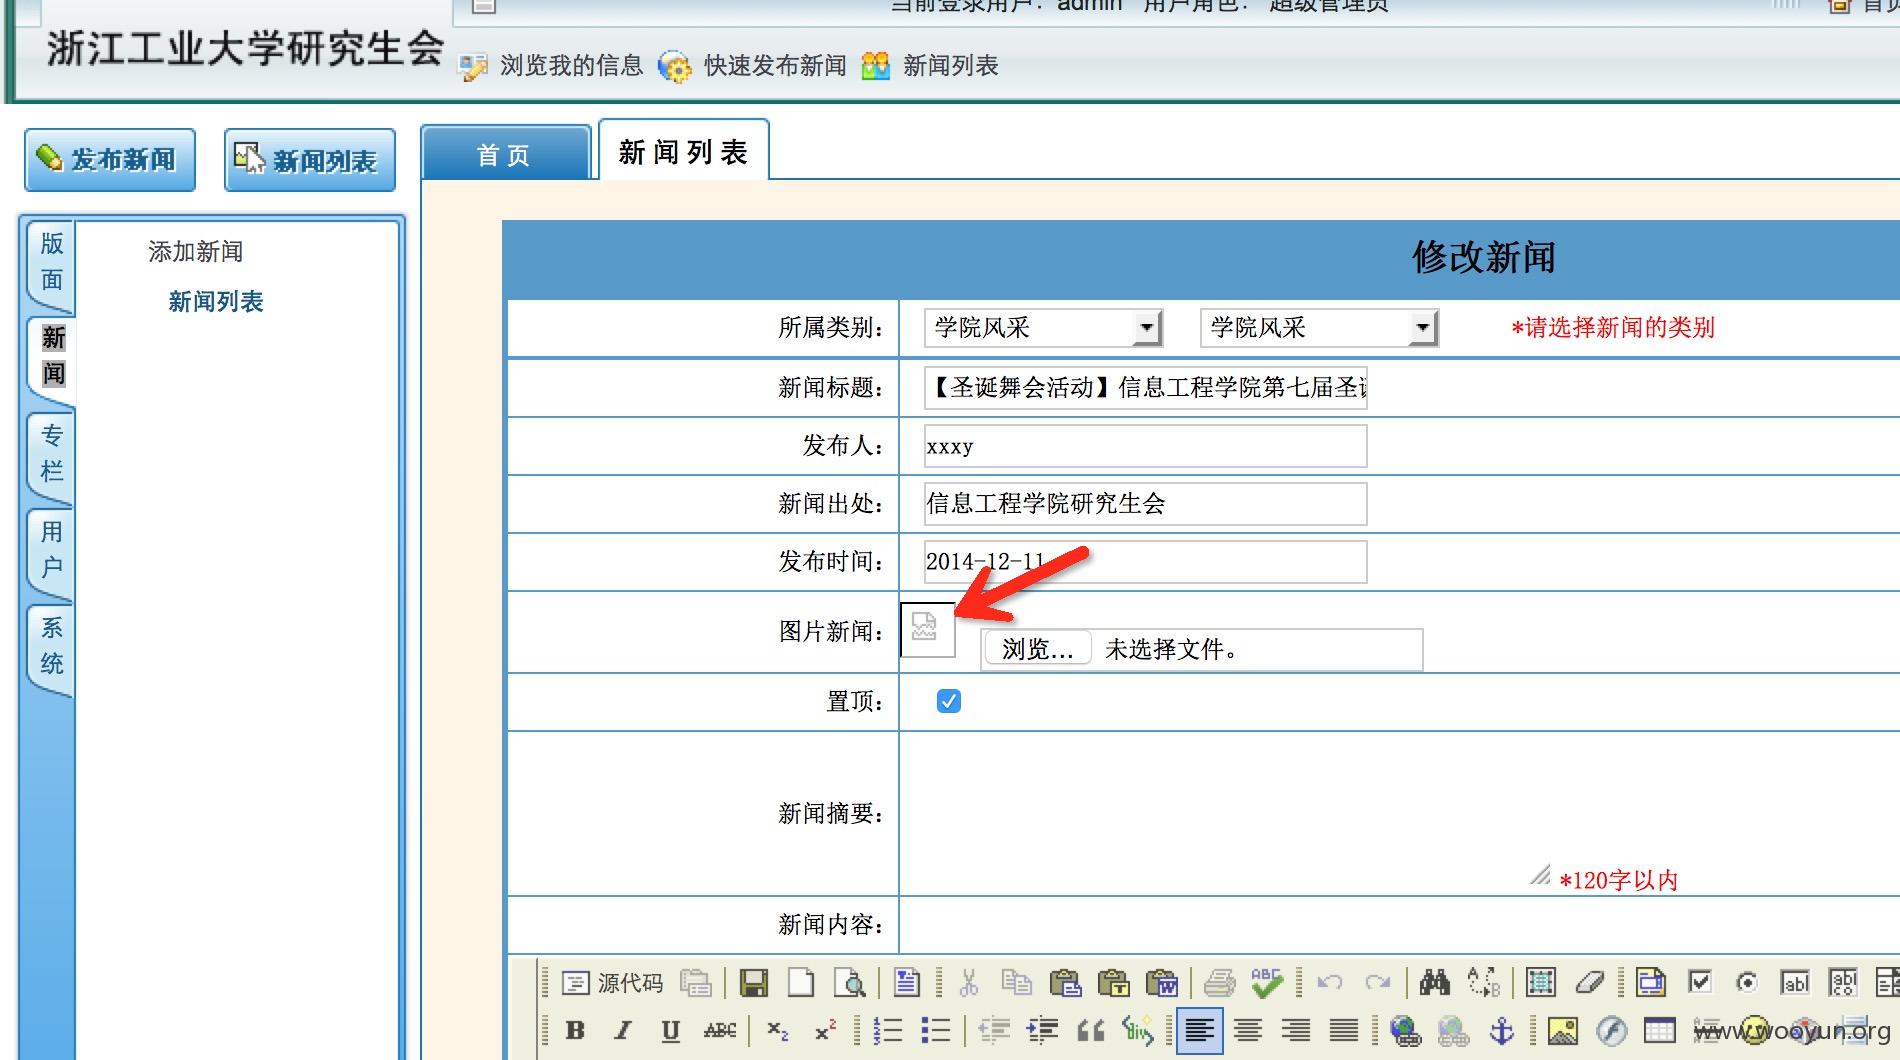 当前登录用户：admin 用户角色：超级管理员 首页
浙江工业大学研究生会
浏览我的信息 快速发布新闻 新闻列表
发布新闻 新闻列表 首页 新闻列表
版面
新闻
专栏
用户
系统
添加新闻
新闻列表
修改新闻
所属类别： 学院风采 学院风采 *请选择新闻的类别
新闻标题： 【圣诞舞会活动】信息工程学院第七届圣
发布人： xxxy
新闻出处： 信息工程学院研究生会
发布时间： 2014-12-11
图片新闻： 浏览... 未选择文件。
置顶：
新闻摘要：
*120字以内
新闻内容：
源代码
www.wooyun.org